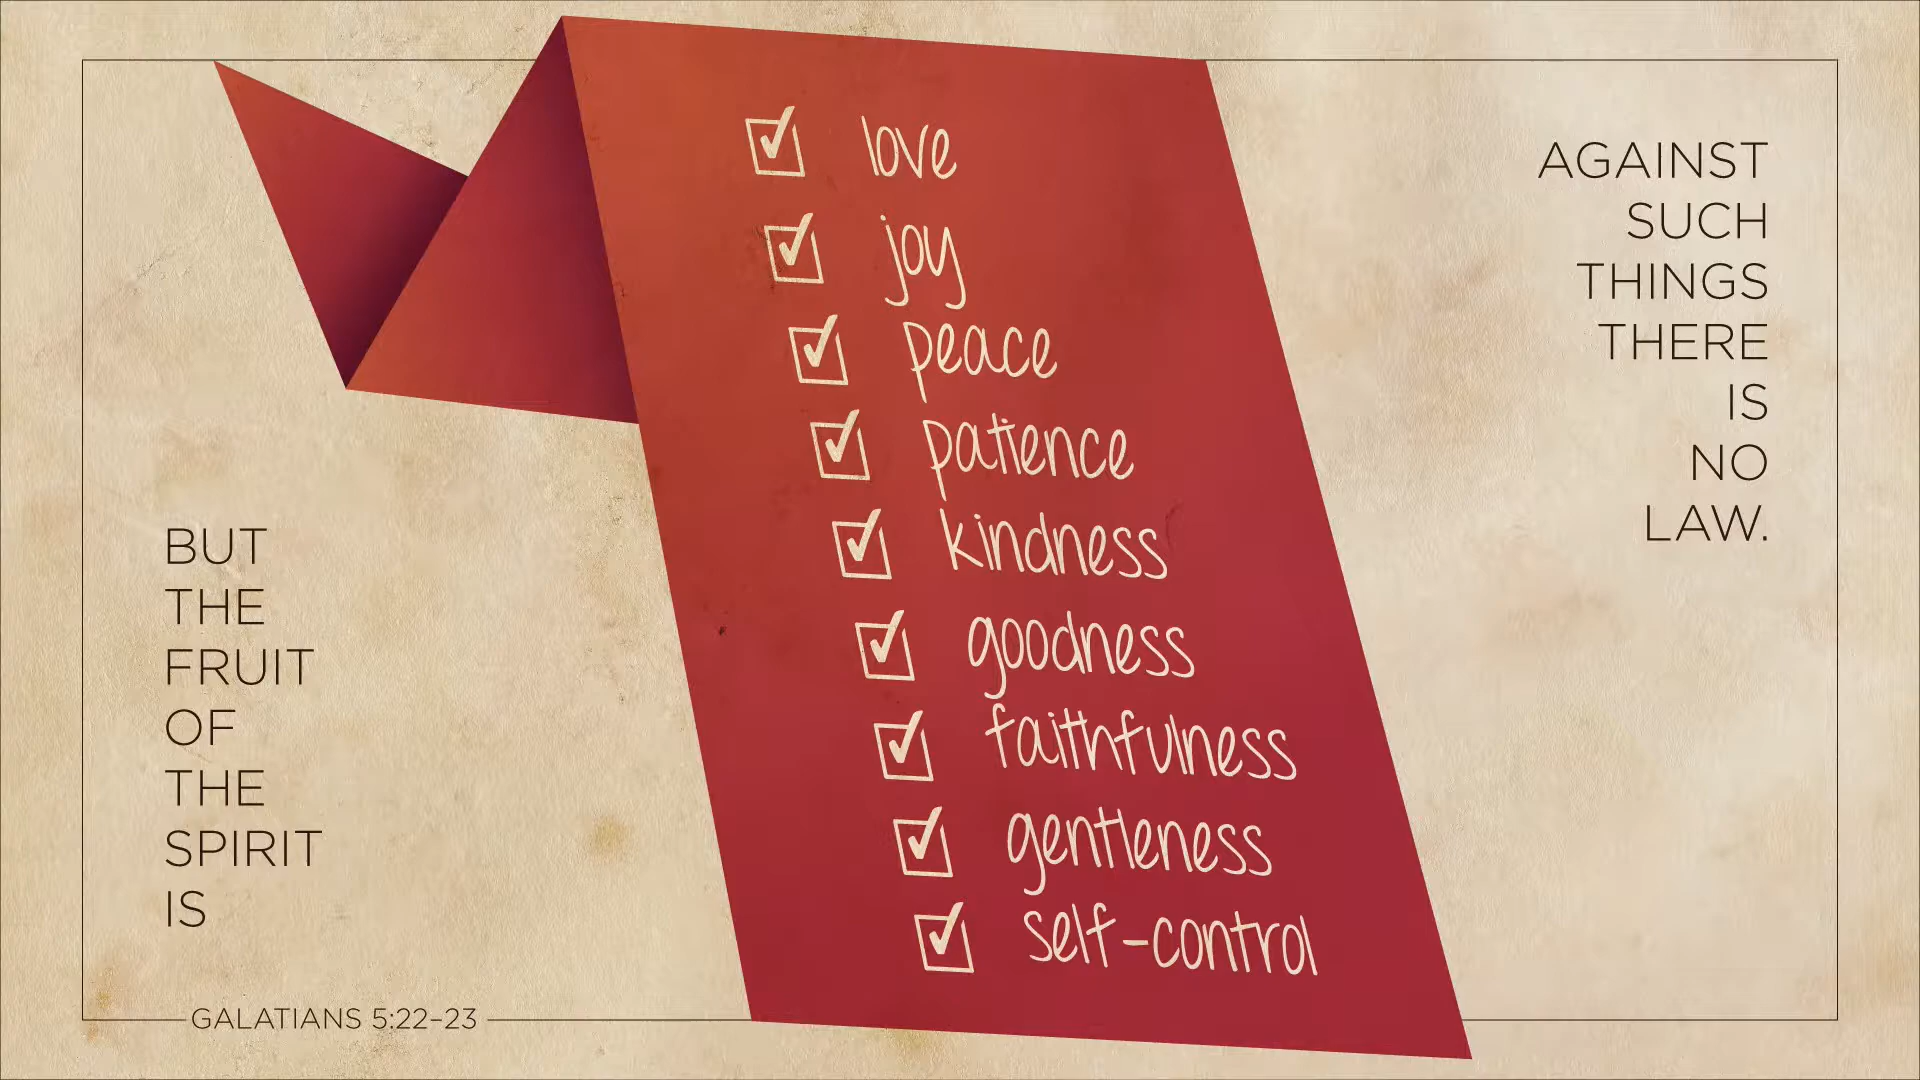 BUT
THE
FRUIT
OF
THE
SPIRIT
IS
love
joy
peace
patience
kindness
goodness
faithfulness
gentleness
self-control
AGAINST
SUCH
THINGS
THERE
IS
NO
LAW.
GALATIANS 5:22–23